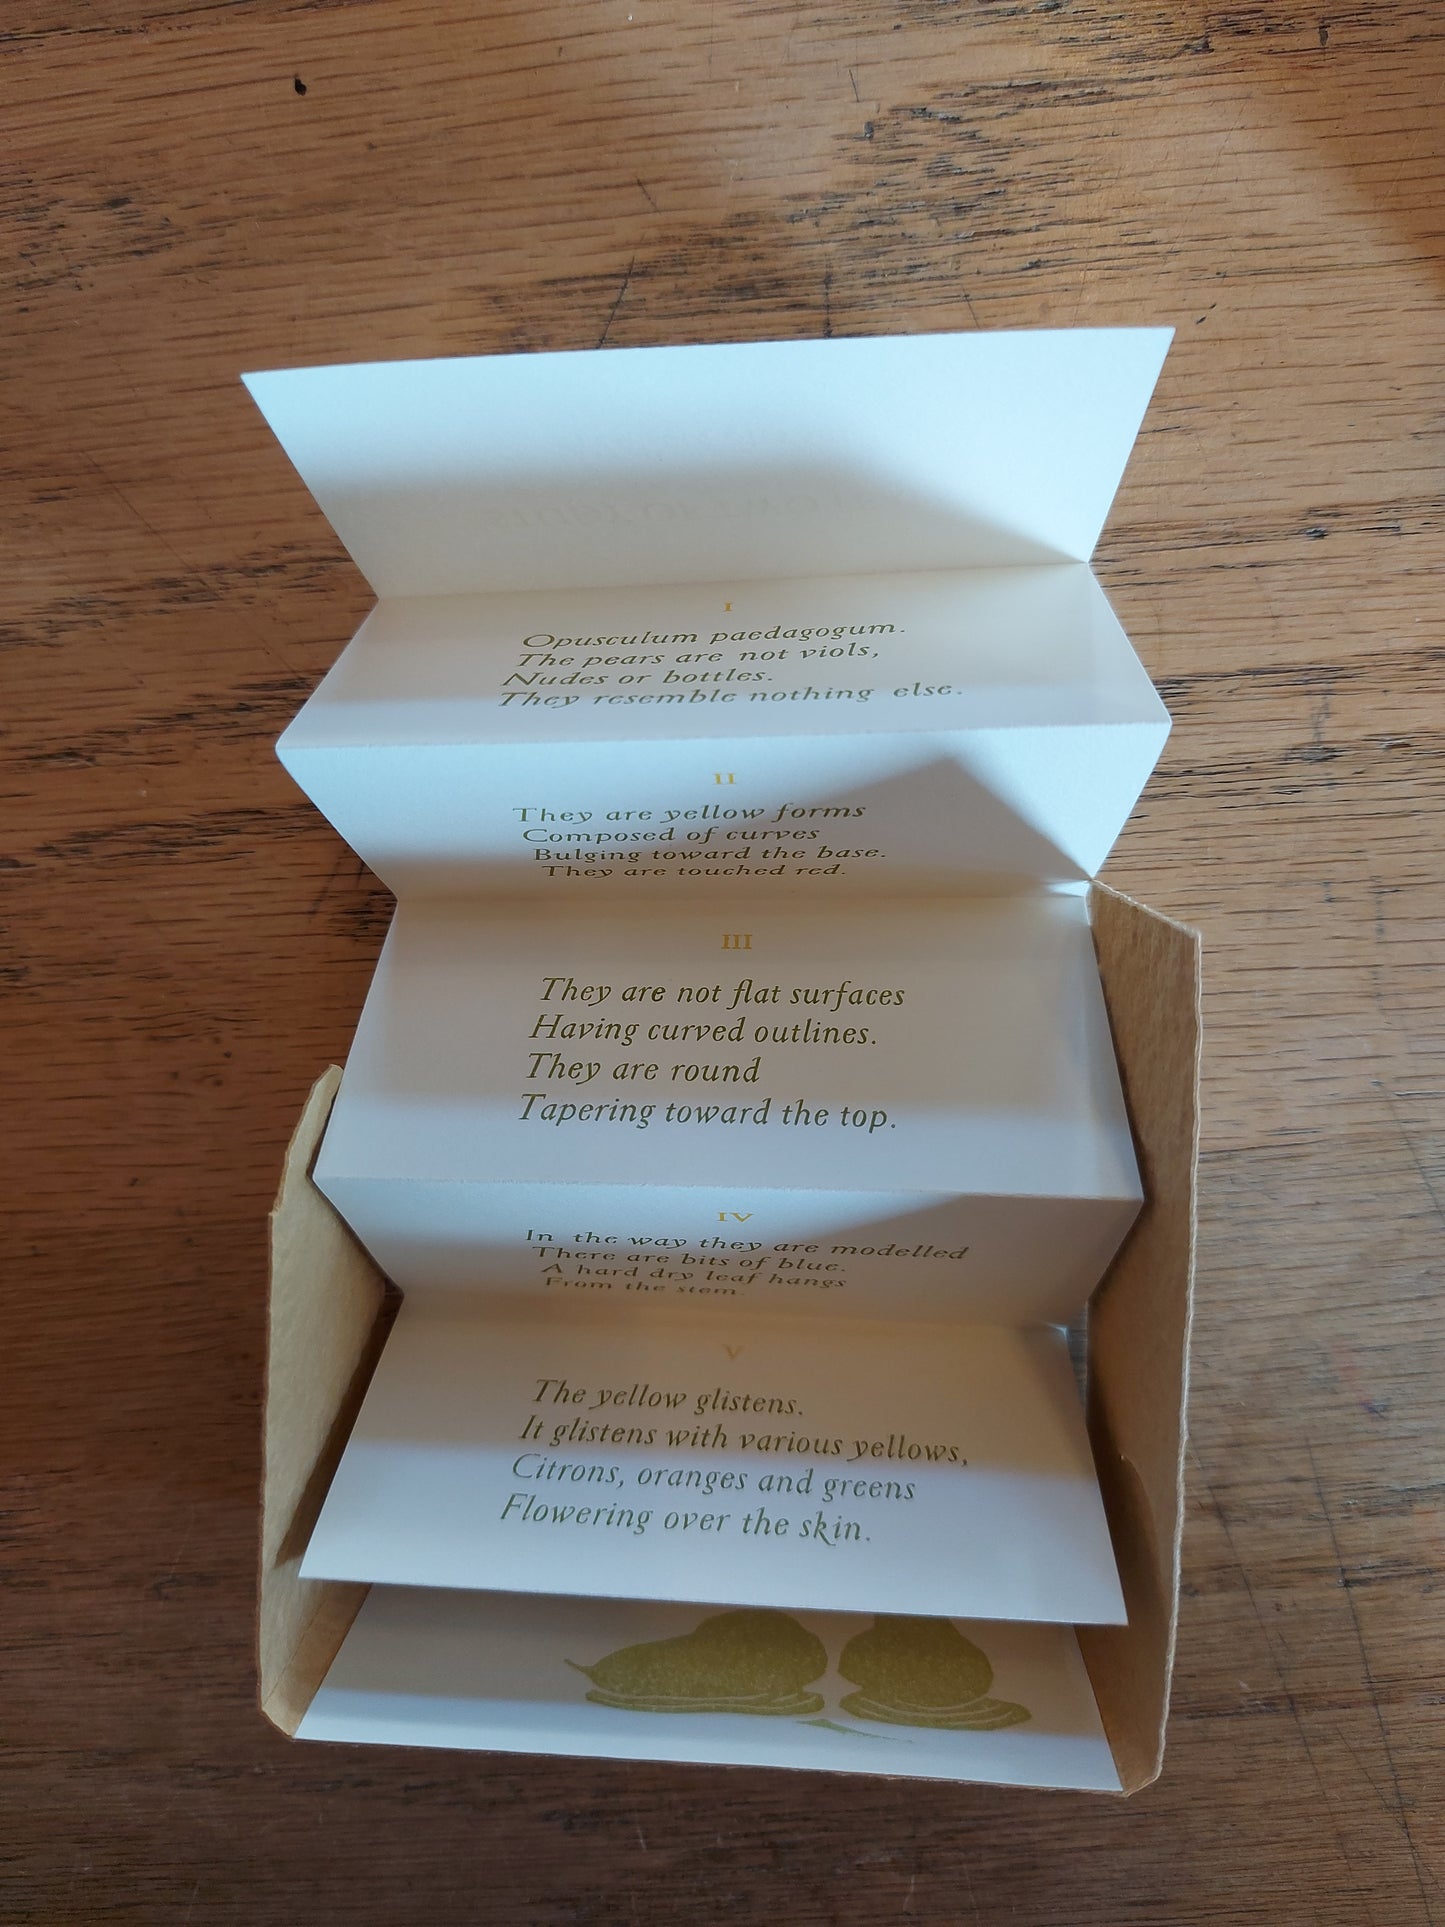 I
Opusculum paedagogum.
The pears are not viols,
Nudes or bottles.
They resemble nothing else.
II
They are yellow forms
Composed of curves
Bulging toward the base.
They are touched red.
III
They are not flat surfaces
Having curved outlines.
They are round
Tapering toward the top.
IV
In the way they are modelled
There are bits of blue.
A hard dry leaf hangs
From the stem.
V
The yellow glistens.
It glistens with various yellows,
Citrons, oranges and greens
Flowering over the skin.